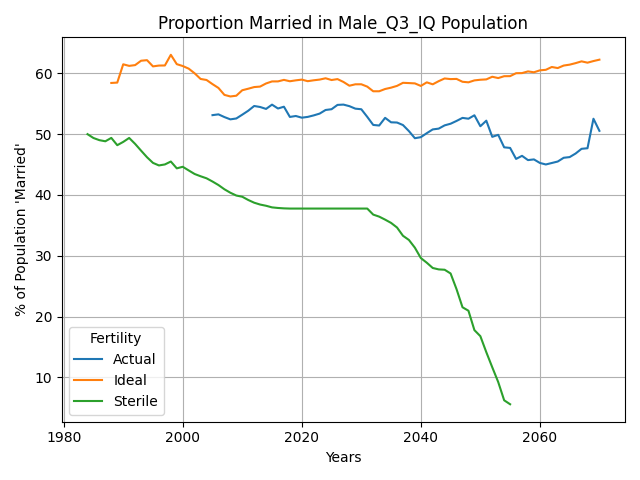 Proportion Married in Male_Q3_IQ Population
% of Population 'Married'
60
50
40
30
20
10
Fertility
Actual
Ideal
Sterile
1980 2000 2020 2040 2060
Years